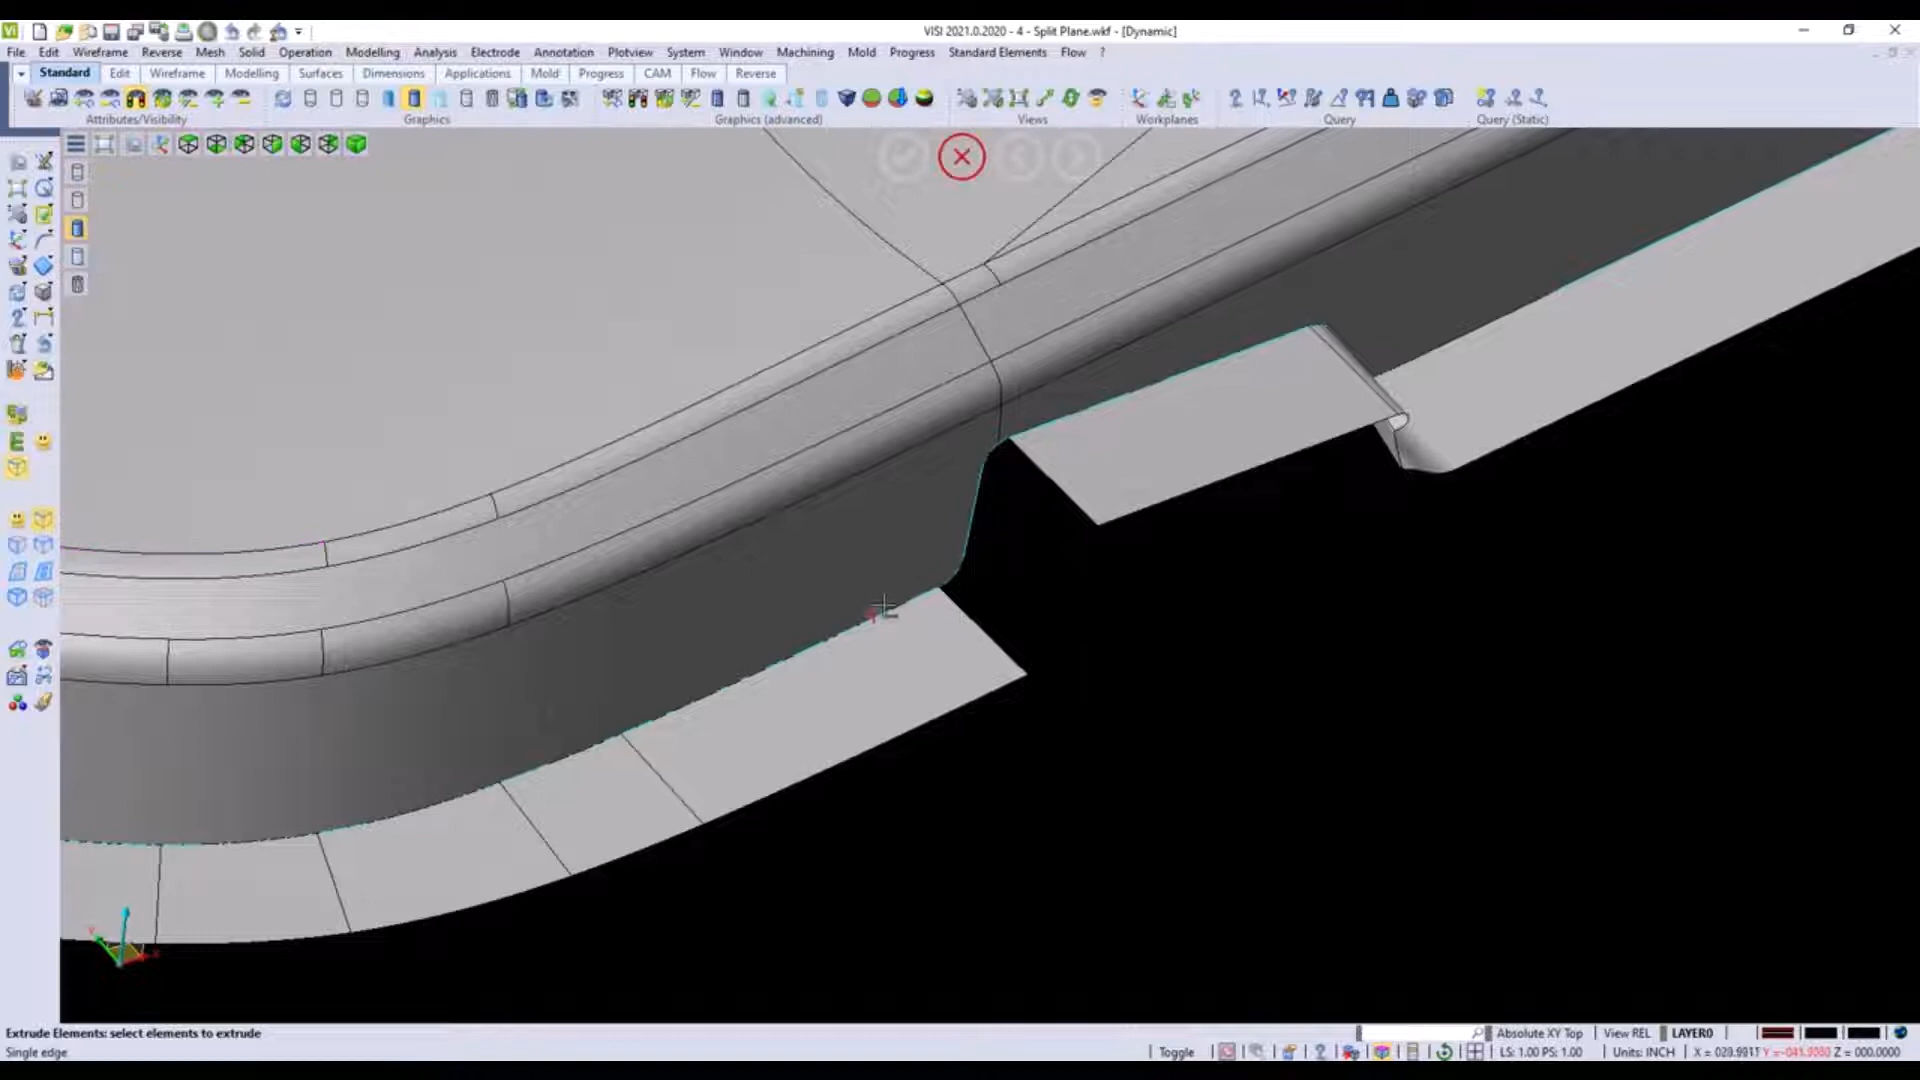 VISI 2021.0.2020 - 4 - Split Plane.wkf - [Dynamic]
File Edit Wireframe Reverse Mesh Solid Operation Modelling Analysis Electrode Annotation Plotview System Window Machining Mold Progress Standard Elements Flow ?
Standard Edit Wireframe Modelling Surfaces Dimensions Applications Mold Progress CAM Flow Reverse
Attributes/Visibility Graphics Graphics (advanced) Views Workplanes Query Query (Static)
Extrude Elements: select elements to extrude
Absolute XY Top View REL LAYER0
Single edge
Toggle LS: 1.00 PS: 1.00 Units: INCH Z = 000.0000